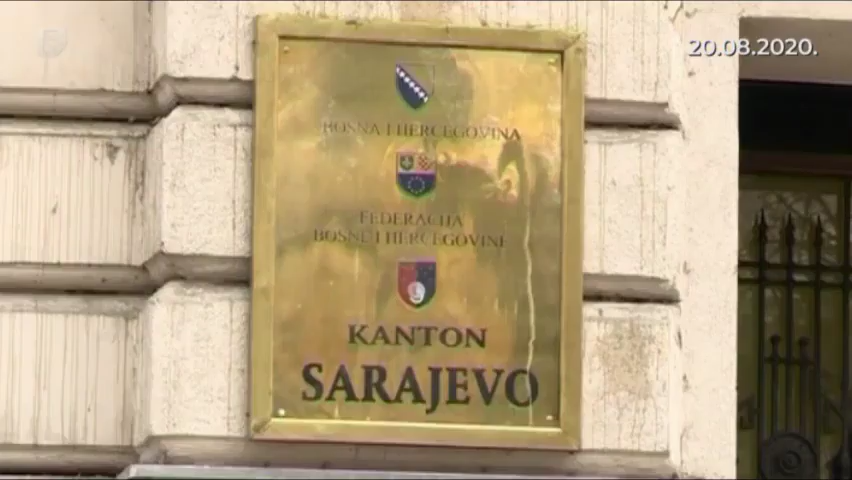 20.08.2020.
BOSNA I HERCEGOVINA
FEDERACIJA
BOSNE I HERCEGOVINE
KANTON
SARAJEVO